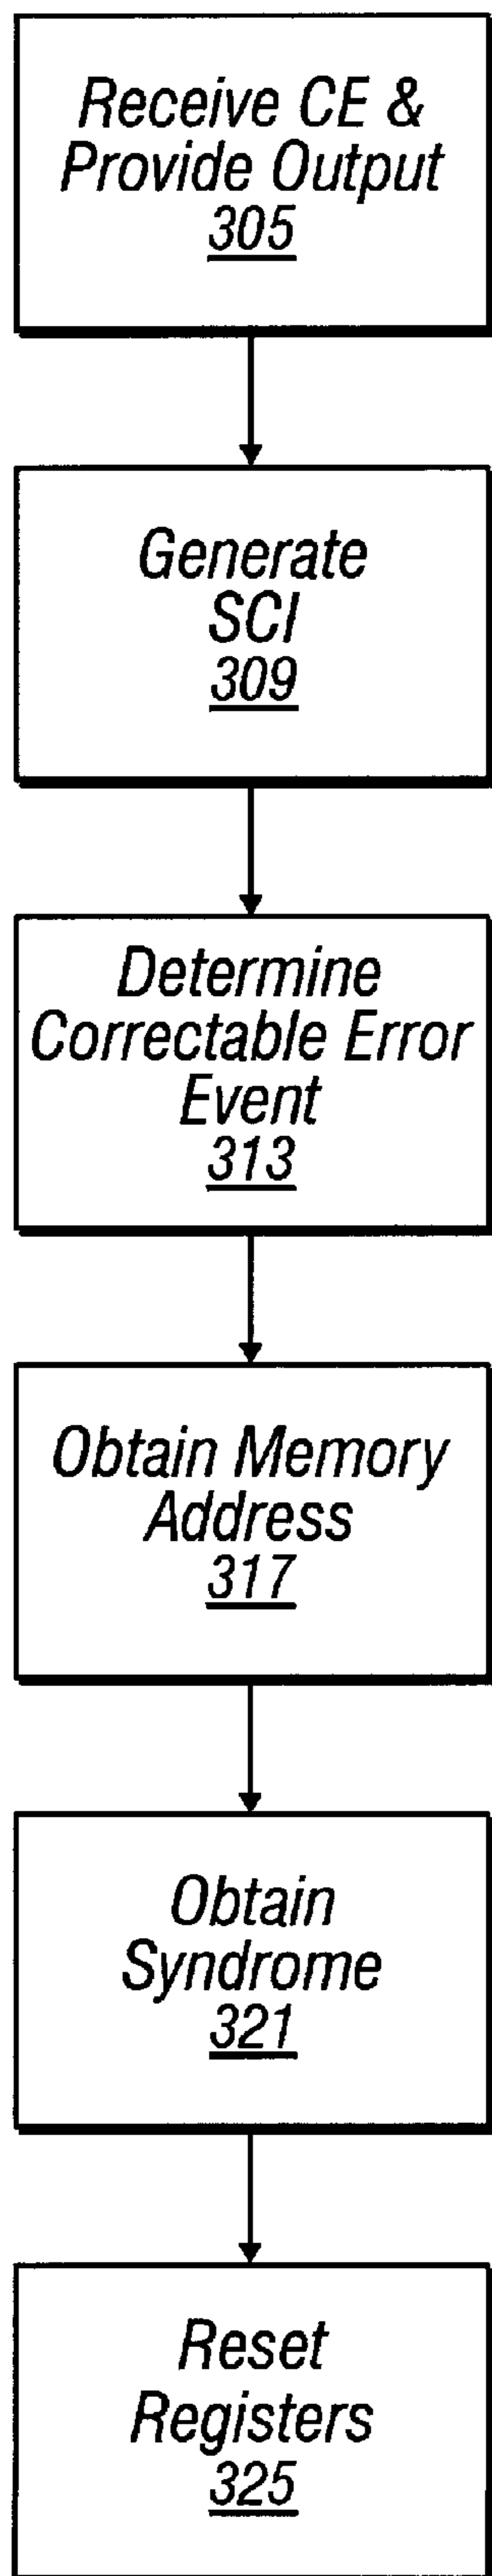 Receive CE &
Provide Output
305
Generate
SCI
309
Determine
Correctable Error
Event
313
Obtain Memory
Address
317
Obtain
Syndrome
321
Reset
Registers
325